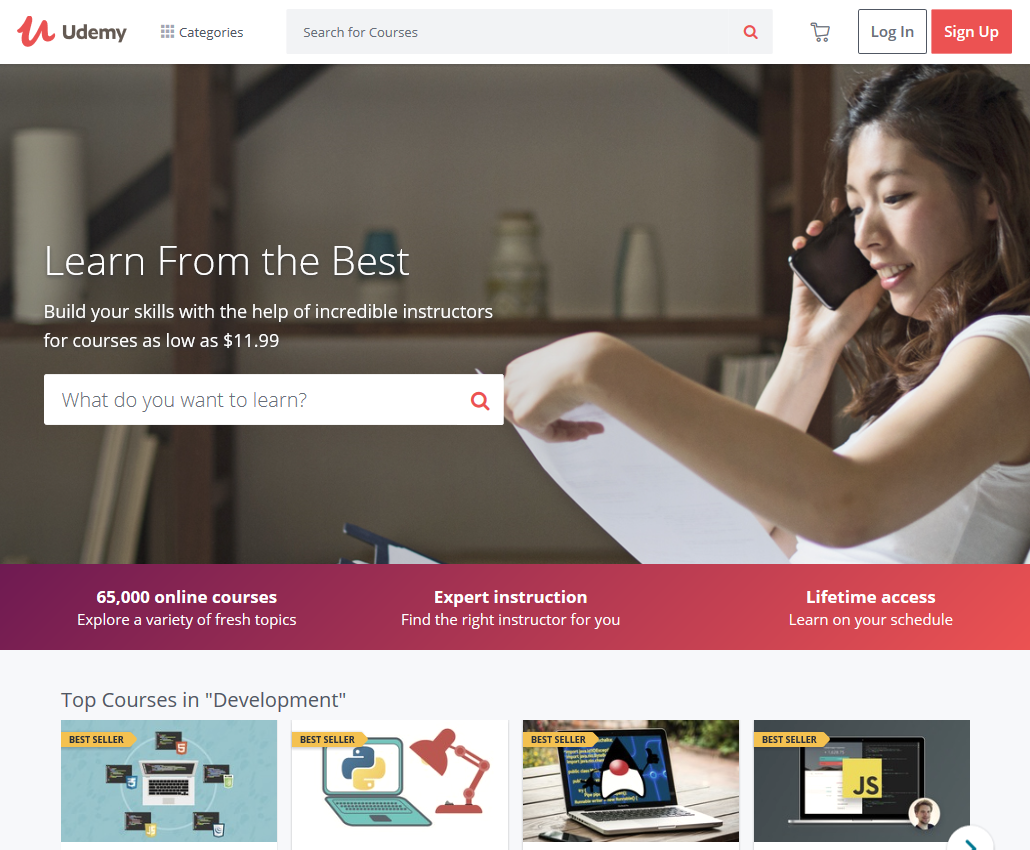 Udemy
Categories
Search for Courses
Log In
Sign Up
Learn From the Best
Build your skills with the help of incredible instructors
for courses as low as $11.99
What do you want to learn?
65,000 online courses
Explore a variety of fresh topics
Expert instruction
Find the right instructor for you
Lifetime access
Learn on your schedule
Top Courses in "Development"
BEST SELLER
BEST SELLER
BEST SELLER
BEST SELLER
JS